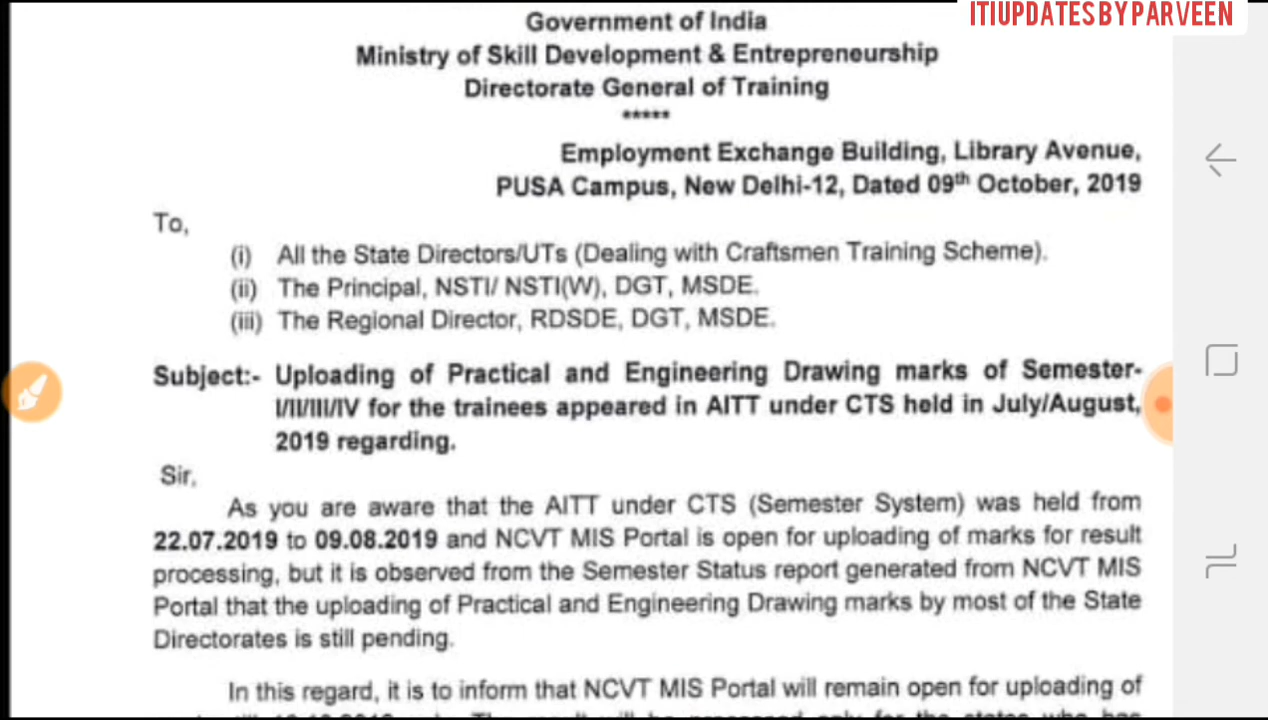 ITIUPDATES BY PARVEEN
Government of India
Ministry of Skill Development & Entrepreneurship
Directorate General of Training
*****
Employment Exchange Building, Library Avenue,
PUSA Campus, New Delhi-12, Dated 09th October, 2019
To,
(i) All the State Directors/UTs (Dealing with Craftsmen Training Scheme).
(ii) The Principal, NSTI/ NSTI(W), DGT, MSDE.
(iii) The Regional Director, RDSDE, DGT, MSDE.
Subject:- Uploading of Practical and Engineering Drawing marks of Semester-
I/II/III/IV for the trainees appeared in AITT under CTS held in July/August,
2019 regarding.
Sir,
As you are aware that the AITT under CTS (Semester System) was held from
22.07.2019 to 09.08.2019 and NCVT MIS Portal is open for uploading of marks for result
processing, but it is observed from the Semester Status report generated from NCVT MIS
Portal that the uploading of Practical and Engineering Drawing marks by most of the State
Directorates is still pending.
In this regard, it is to inform that NCVT MIS Portal will remain open for uploading of